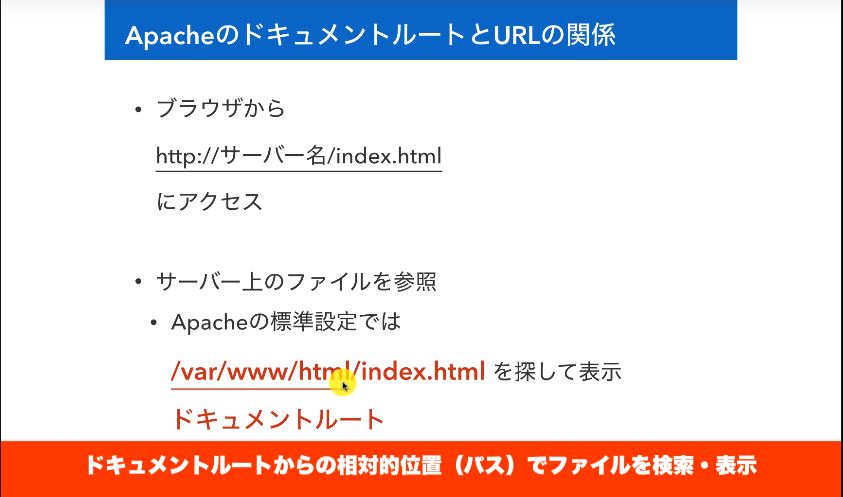 ApacheのドキュメントルートとURLの関係
• ブラウザから
http://サーバー名/index.html
にアクセス
• サーバー上のファイルを参照
• Apacheの標準設定では
/var/www/html/index.html を探して表示
ドキュメントルート
ドキュメントルートからの相対的位置（パス）でファイルを検索・表示